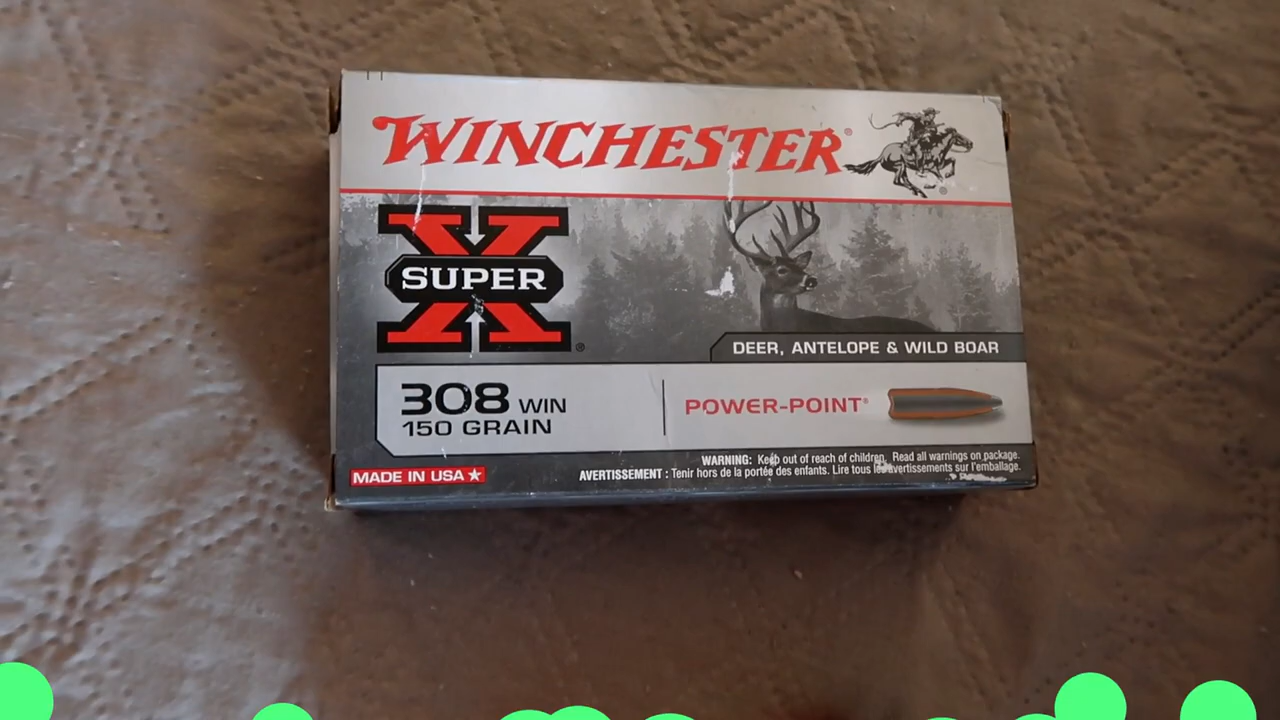 WINCHESTER®
®
X
SUPER
®
DEER, ANTELOPE & WILD BOAR
308 WIN
150 GRAIN
POWER-POINT®
MADE IN USA
WARNING: Keep out of reach of children. Read all warnings on package.
AVERTISSEMENT : Tenir hors de la portée des enfants. Lire tous les avertissements sur l'emballage.